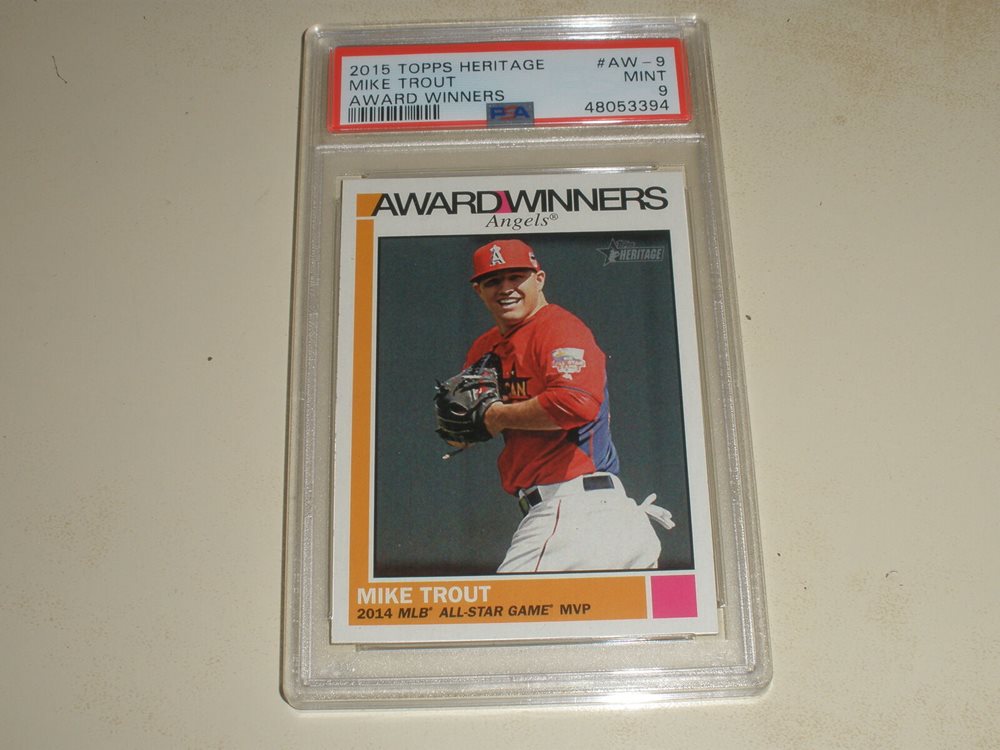 2015 TOPPS HERITAGE #AW-9
MIKE TROUT MINT
AWARD WINNERS 9
PSA 48053394
AWARD WINNERS
Angels®
Topps
HERITAGE
A
MIKE TROUT
2014 MLB® ALL-STAR GAME® MVP